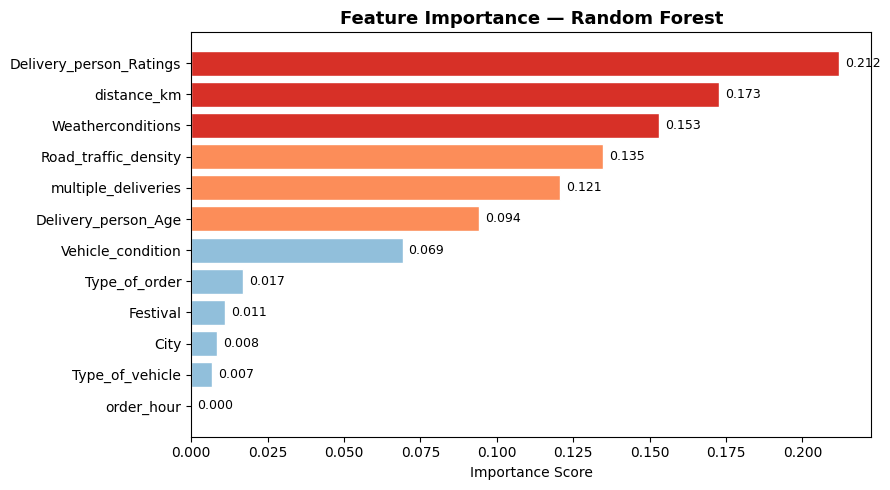 Feature Importance — Random Forest
Delivery_person_Ratings 0.212
distance_km 0.173
Weatherconditions 0.153
Road_traffic_density 0.135
multiple_deliveries 0.121
Delivery_person_Age 0.094
Vehicle_condition 0.069
Type_of_order 0.017
Festival 0.011
City 0.008
Type_of_vehicle 0.007
order_hour 0.000
0.000 0.025 0.050 0.075 0.100 0.125 0.150 0.175 0.200
Importance Score